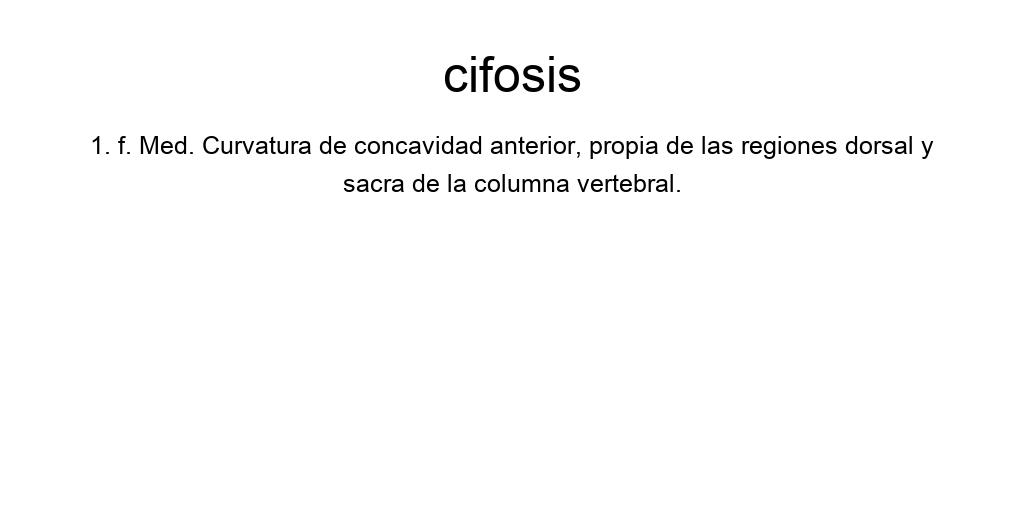 cifosis
1. f. Med. Curvatura de concavidad anterior, propia de las regiones dorsal y
sacra de la columna vertebral.